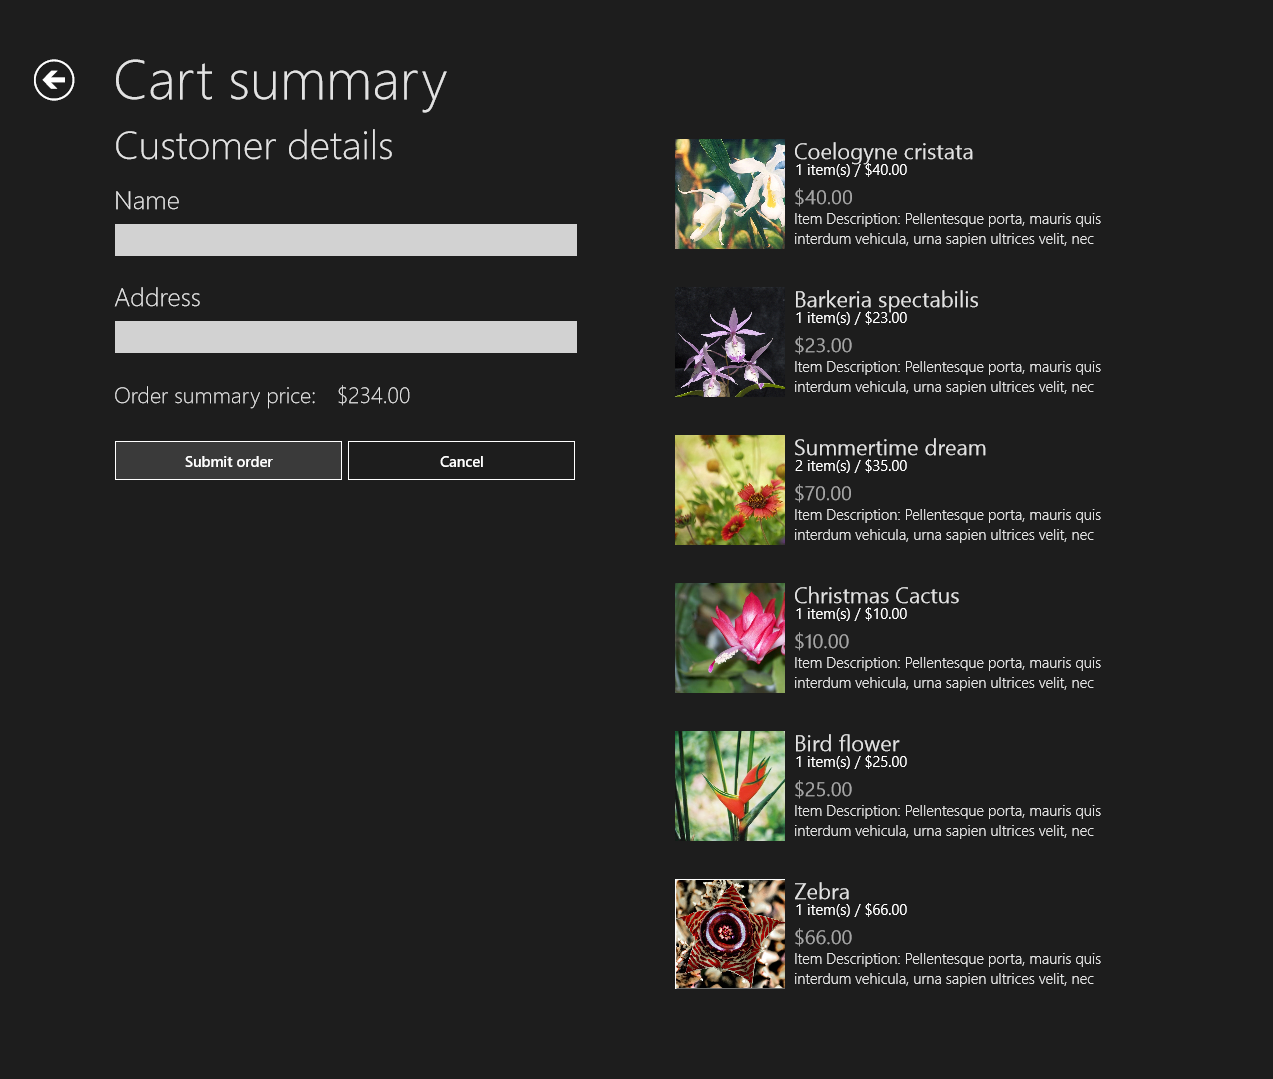 Cart summary
Customer details
Name
Address
Order summary price: $234.00
Submit order
Cancel
Coelogyne cristata
1 item(s) / $40.00
$40.00
Item Description: Pellentesque porta, mauris quis
interdum vehicula, urna sapien ultrices velit, nec
Barkeria spectabilis
1 item(s) / $23.00
$23.00
Item Description: Pellentesque porta, mauris quis
interdum vehicula, urna sapien ultrices velit, nec
Summertime dream
2 item(s) / $35.00
$70.00
Item Description: Pellentesque porta, mauris quis
interdum vehicula, urna sapien ultrices velit, nec
Christmas Cactus
1 item(s) / $10.00
$10.00
Item Description: Pellentesque porta, mauris quis
interdum vehicula, urna sapien ultrices velit, nec
Bird flower
1 item(s) / $25.00
$25.00
Item Description: Pellentesque porta, mauris quis
interdum vehicula, urna sapien ultrices velit, nec
Zebra
1 item(s) / $66.00
$66.00
Item Description: Pellentesque porta, mauris quis
interdum vehicula, urna sapien ultrices velit, nec